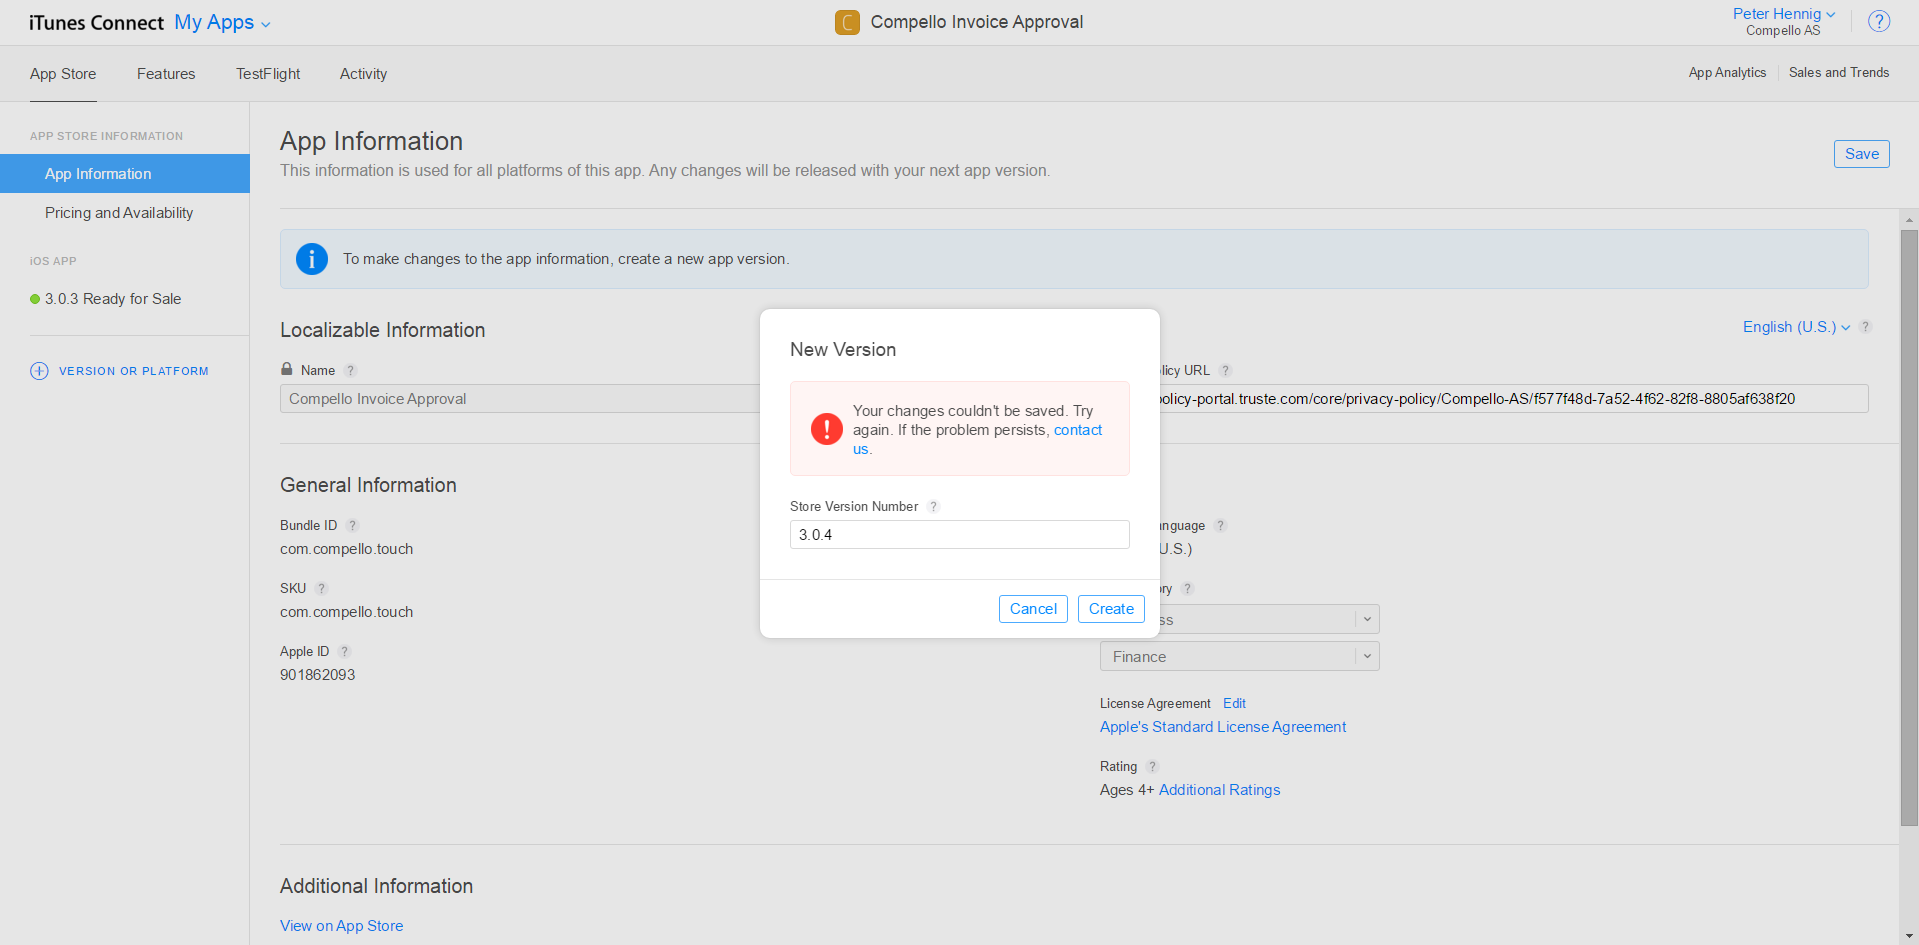 iTunes Connect My Apps
C Compello Invoice Approval
Peter Hennig
Compello AS
?
App Store
Features
TestFlight
Activity
App Analytics
Sales and Trends
APP STORE INFORMATION
App Information
Pricing and Availability
iOS APP
3.0.3 Ready for Sale
VERSION OR PLATFORM
App Information
This information is used for all platforms of this app. Any changes will be released with your next app version.
Save
i To make changes to the app information, create a new app version.
Localizable Information
English (U.S.) ?
Name ?
Compello Invoice Approval
licy URL ?
olicy-portal.truste.com/core/privacy-policy/Compello-AS/f577f48d-7a52-4f62-82f8-8805af638f20
General Information
Bundle ID ?
com.compello.touch
SKU ?
com.compello.touch
Apple ID ?
901862093
nguage ?
U.S.)
ry ?
ss
Finance
License Agreement Edit
Apple's Standard License Agreement
Rating ?
Ages 4+ Additional Ratings
Additional Information
View on App Store
New Version
! Your changes couldn't be saved. Try
again. If the problem persists, contact
us.
Store Version Number ?
3.0.4
Cancel
Create